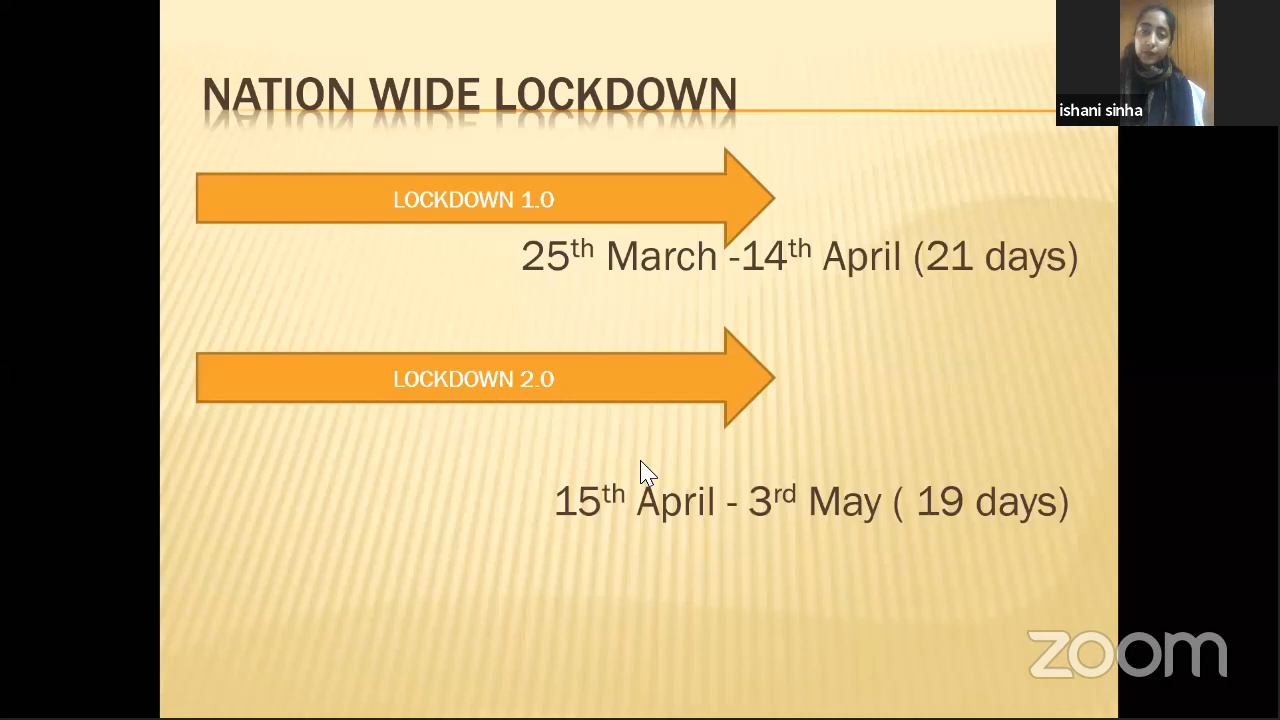 NATION WIDE LOCKDOWN
ishani sinha
LOCKDOWN 1.0
25th March -14th April (21 days)
LOCKDOWN 2.0
15th April - 3rd May ( 19 days)
zoom